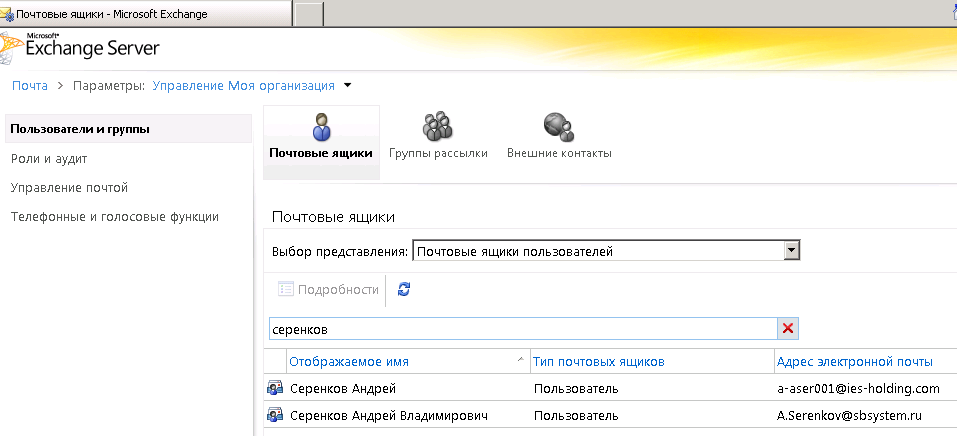 Почтовые ящики - Microsoft Exchange
Microsoft®
Exchange Server
Почта > Параметры: Управление Моя организация
Пользователи и группы
Роли и аудит
Управление почтой
Телефонные и голосовые функции
Почтовые ящики Группы рассылки Внешние контакты
Почтовые ящики
Выбор представления: Почтовые ящики пользователей
Подробности
серенков
Отображаемое имя Тип почтовых ящиков Адрес электронной почты
Серенков Андрей Пользователь a-aser001@ies-holding.com
Серенков Андрей Владимирович Пользователь A.Serenkov@sbsystem.ru